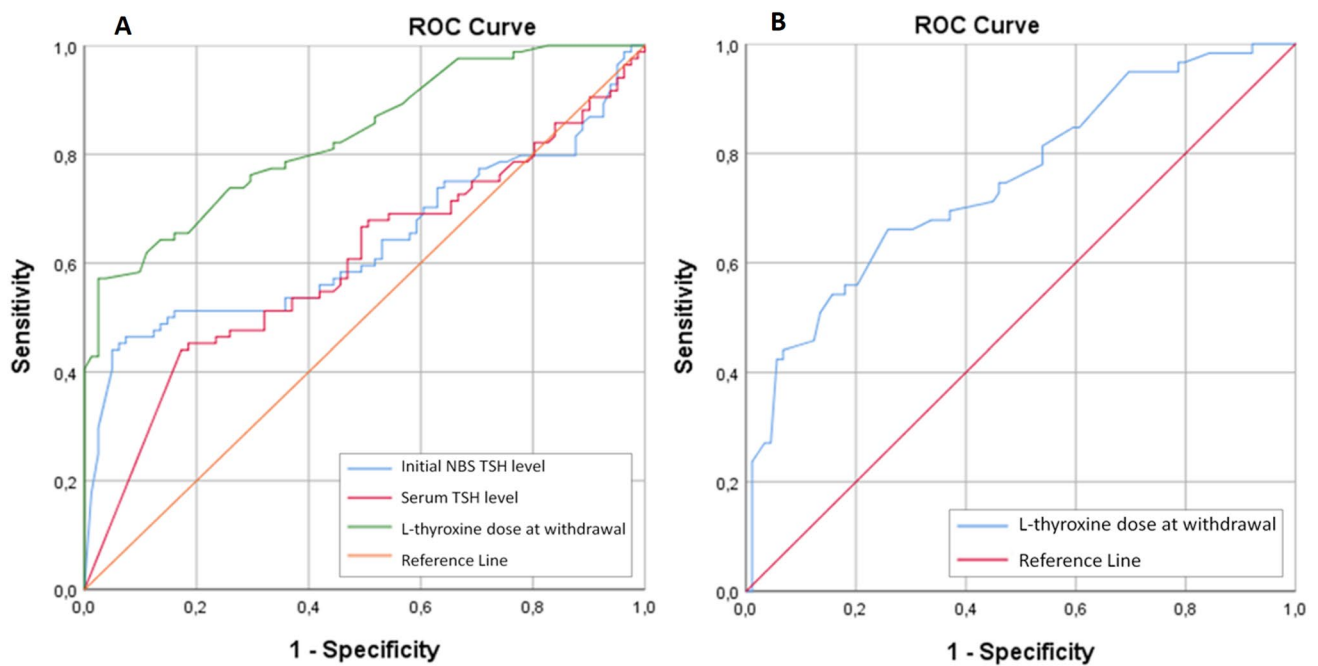 A
ROC Curve
Sensitivity
1,0
0,8
0,6
0,4
0,2
0,0
0,0 0,2 0,4 0,6 0,8 1,0
1 - Specificity
Initial NBS TSH level
Serum TSH level
L-thyroxine dose at withdrawal
Reference Line
B
ROC Curve
Sensitivity
1,0
0,8
0,6
0,4
0,2
0,0
0,0 0,2 0,4 0,6 0,8 1,0
1 - Specificity
L-thyroxine dose at withdrawal
Reference Line